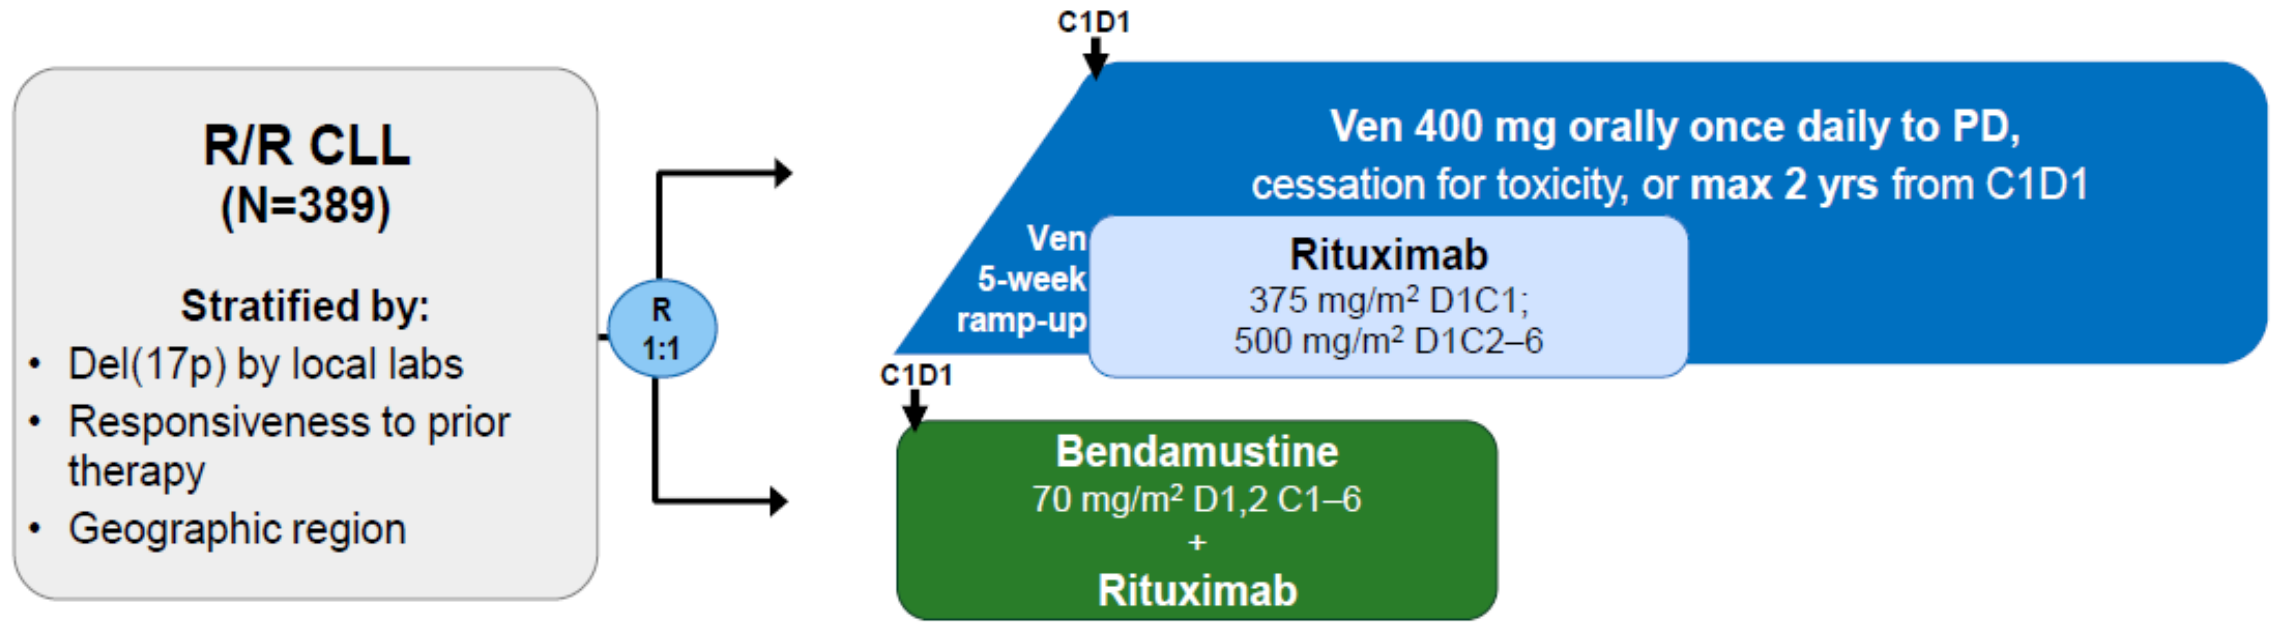 R/R CLL
(N=389)
Stratified by:
• Del(17p) by local labs
• Responsiveness to prior
therapy
• Geographic region
R
1:1
C1D1
Ven 400 mg orally once daily to PD,
cessation for toxicity, or max 2 yrs from C1D1
Ven
5-week
ramp-up
Rituximab
375 mg/m² D1C1;
500 mg/m² D1C2–6
C1D1
Bendamustine
70 mg/m² D1,2 C1–6
+
Rituximab